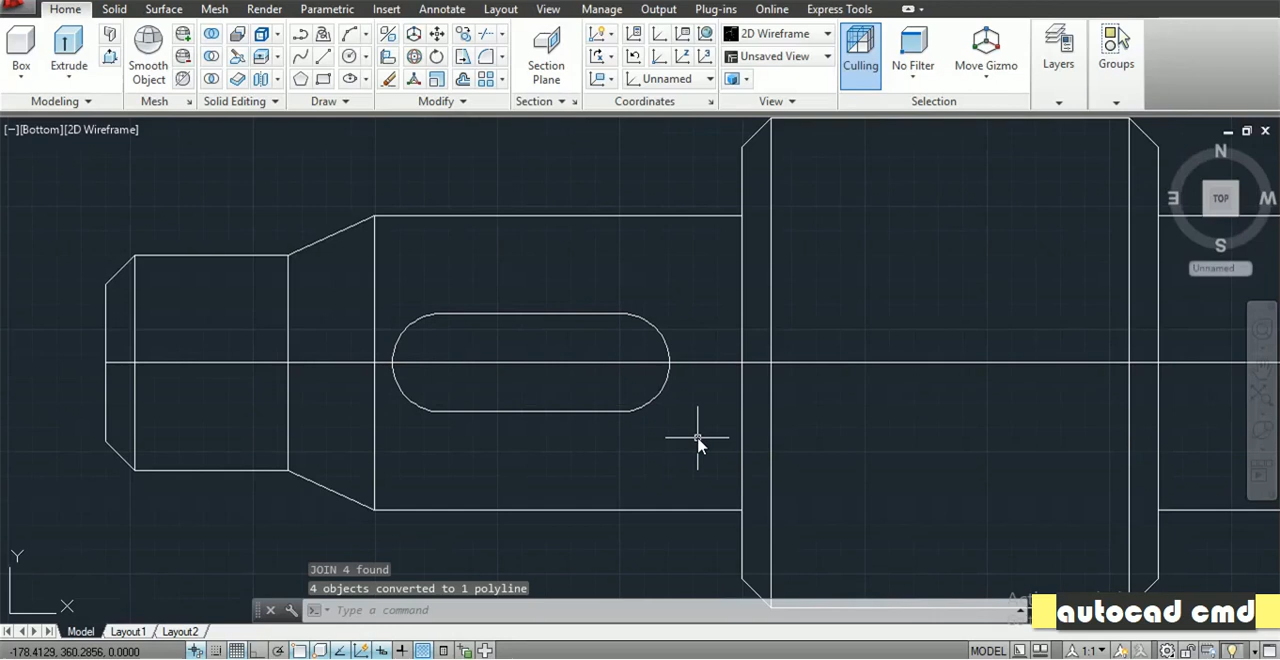 Home Solid Surface Mesh Render Parametric Insert Annotate Layout View Manage Output Plug-ins Online Express Tools
Box Extrude Smooth Object Section Plane Unnamed 2D Wireframe Unsaved View Culling No Filter Move Gizmo Layers Groups
Modeling Mesh Solid Editing Draw Modify Section Coordinates View Selection
[−][Bottom][2D Wireframe]
N
E TOP W
S
Unnamed
JOIN 4 found
4 objects converted to 1 polyline
Type a command
Y
X
autocad cmd
Model Layout1 Layout2
-178.4129, 360.2856, 0.0000 MODEL 1:1